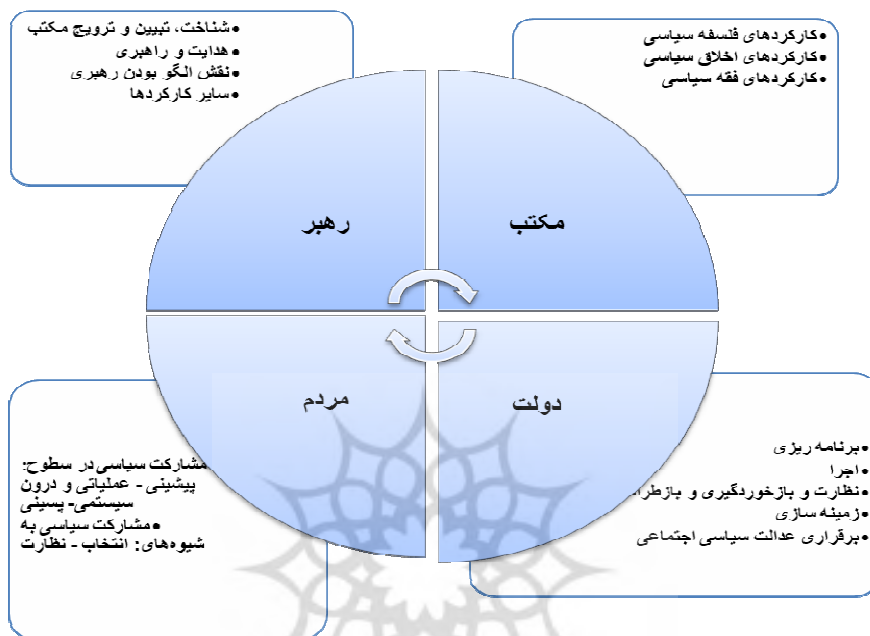 •کارکردهای فلسفه سیاسی
•کارکردهای اخلاق سیاسی
•کارکردهای فقه سیاسی
•شناخت، تبیین و ترویج مکتب
•هدایت و راهبری
•نقش الگو بودن رهبری
•سایر کارکردها
مکتب
رهبر
دولت
مردم
•برنامه ریزی
•اجرا
•نظارت و بازخوردگیری و
•زمینه سازی
•برقراری عدالت سیاسی اجتماعی
مشارکت سیاسی در سطوح:
پیشینی - عملیاتی و درون
سیستمی- پسینی
•مشارکت سیاسی به
شیوه‌های: انتخاب - نظارت